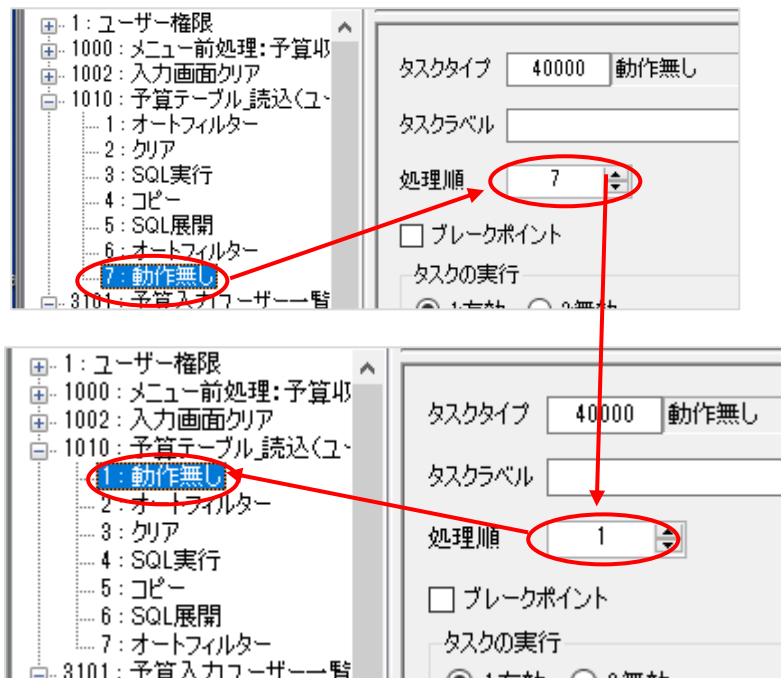 1:ユーザー権限
1000:メニュー前処理:予算収
1002:入力画面クリア
1010:予算テーブル_読込(ユ
1:オートフィルター
2:クリア
3:SQL実行
4:コピー
5:SQL展開
6:オートフィルター
7:動作無し
3101:予算入力ユーザー一覧
タスクタイプ 40000 動作無し
タスクラベル
処理順 7
ブレークポイント
タスクの実行
1:ユーザー権限
1000:メニュー前処理:予算収
1002:入力画面クリア
1010:予算テーブル_読込(ユ
1:動作無し
2:オートフィルター
3:クリア
4:SQL実行
5:コピー
6:SQL展開
7:オートフィルター
3101:予算入力ユーザー一覧
タスクタイプ 40000 動作無し
タスクラベル
処理順 1
ブレークポイント
タスクの実行